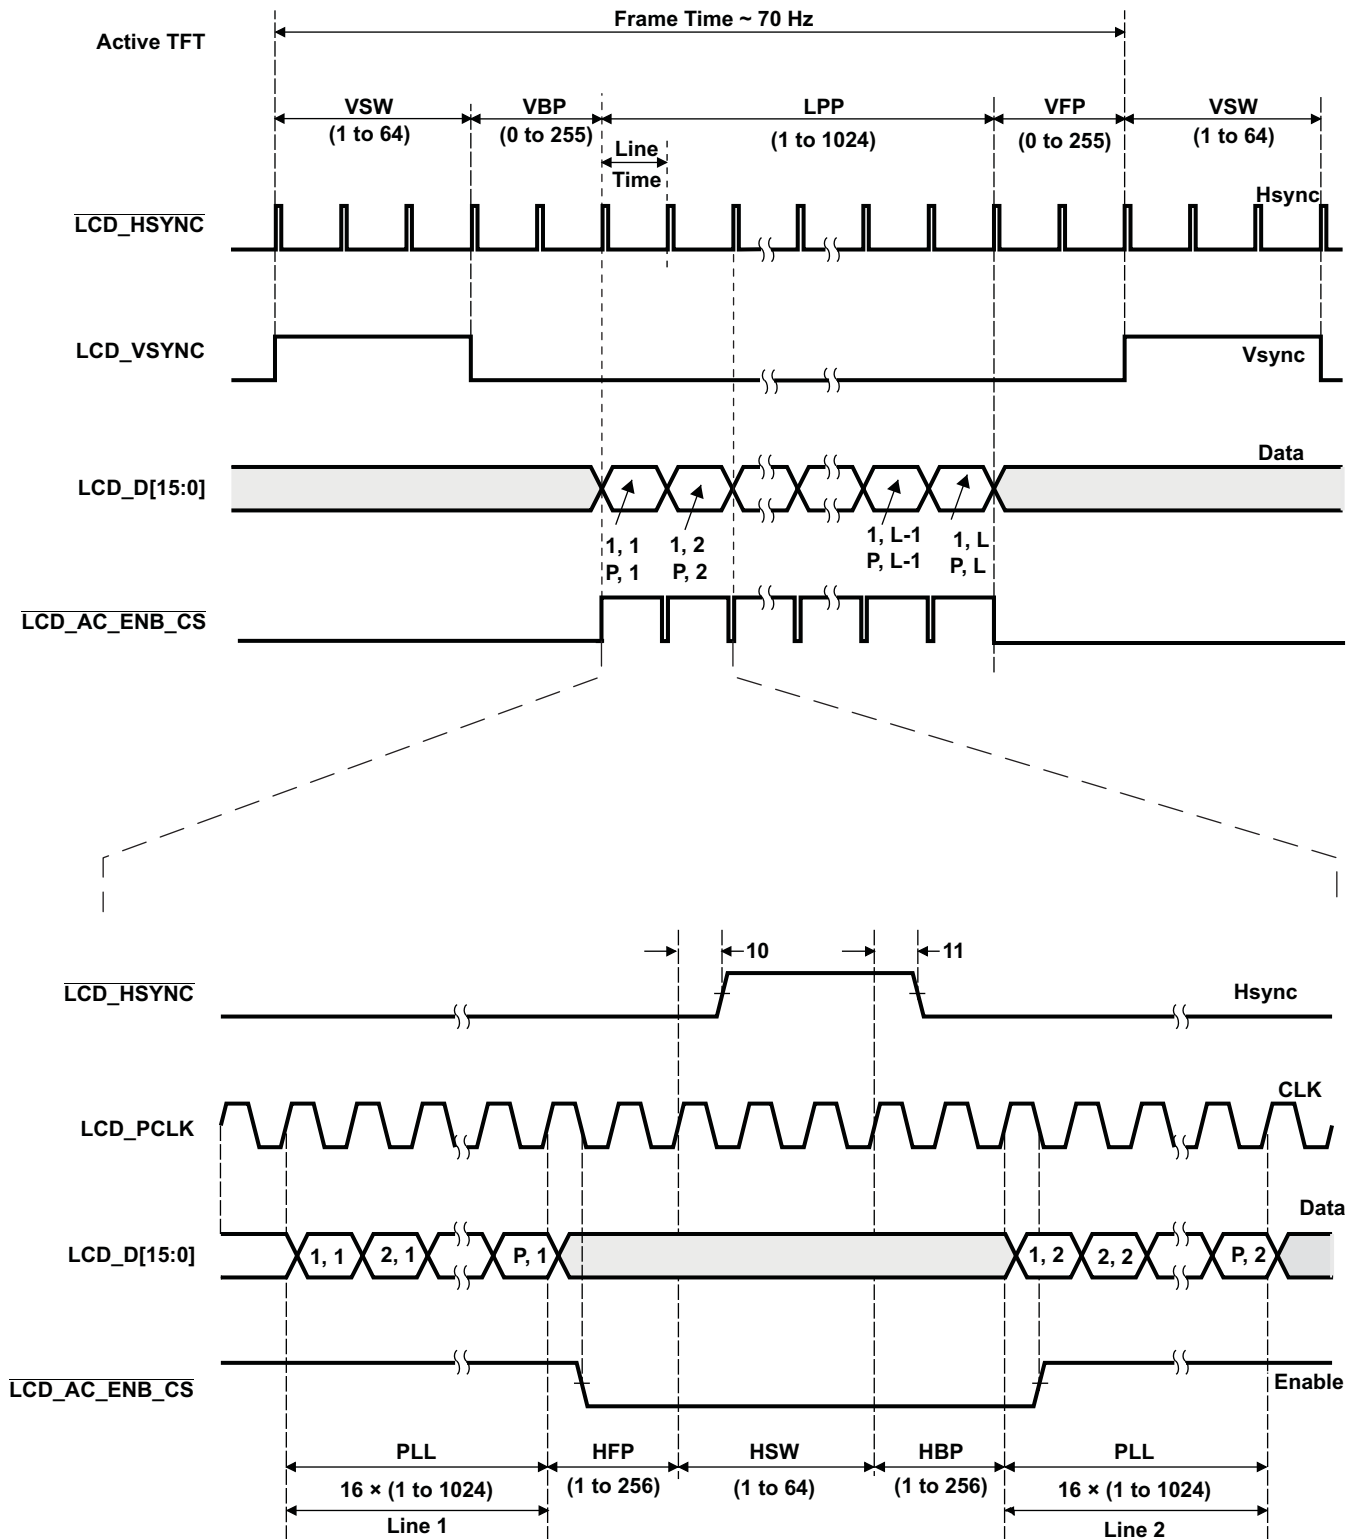 Frame Time ~ 70 Hz
Active TFT
VSW VBP LPP VFP VSW
(1 to 64) (0 to 255) (1 to 1024) (0 to 255) (1 to 64)
Line
Time
Hsync
LCD_HSYNC
LCD_VSYNC
Vsync
Data
LCD_D[15:0]
1, 1 1, 2 1, L-1 1, L
P, 1 P, 2 P, L-1 P, L
LCD_AC_ENB_CS
10 11
LCD_HSYNC
Hsync
CLK
LCD_PCLK
Data
LCD_D[15:0]
1, 1 2, 1 P, 1 1, 2 2, 2 P, 2
LCD_AC_ENB_CS
Enable
PLL HFP HSW HBP PLL
16 × (1 to 1024) (1 to 256) (1 to 64) (1 to 256) 16 × (1 to 1024)
Line 1 Line 2